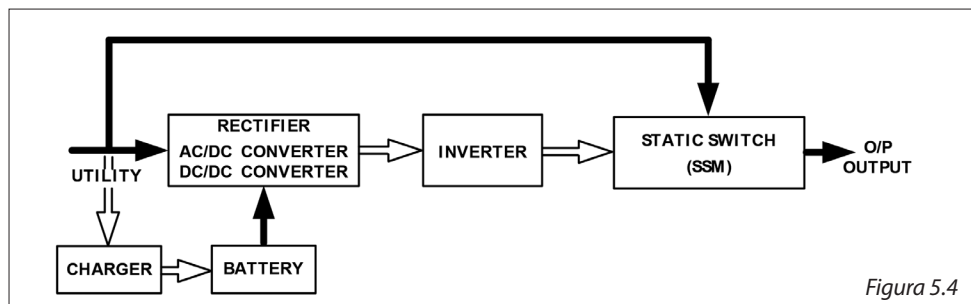 RECTIFIER
AC/DC CONVERTER
DC/DC CONVERTER
INVERTER
STATIC SWITCH
(SSM)
O/P
OUTPUT
UTILITY
CHARGER
BATTERY
Figura 5.4